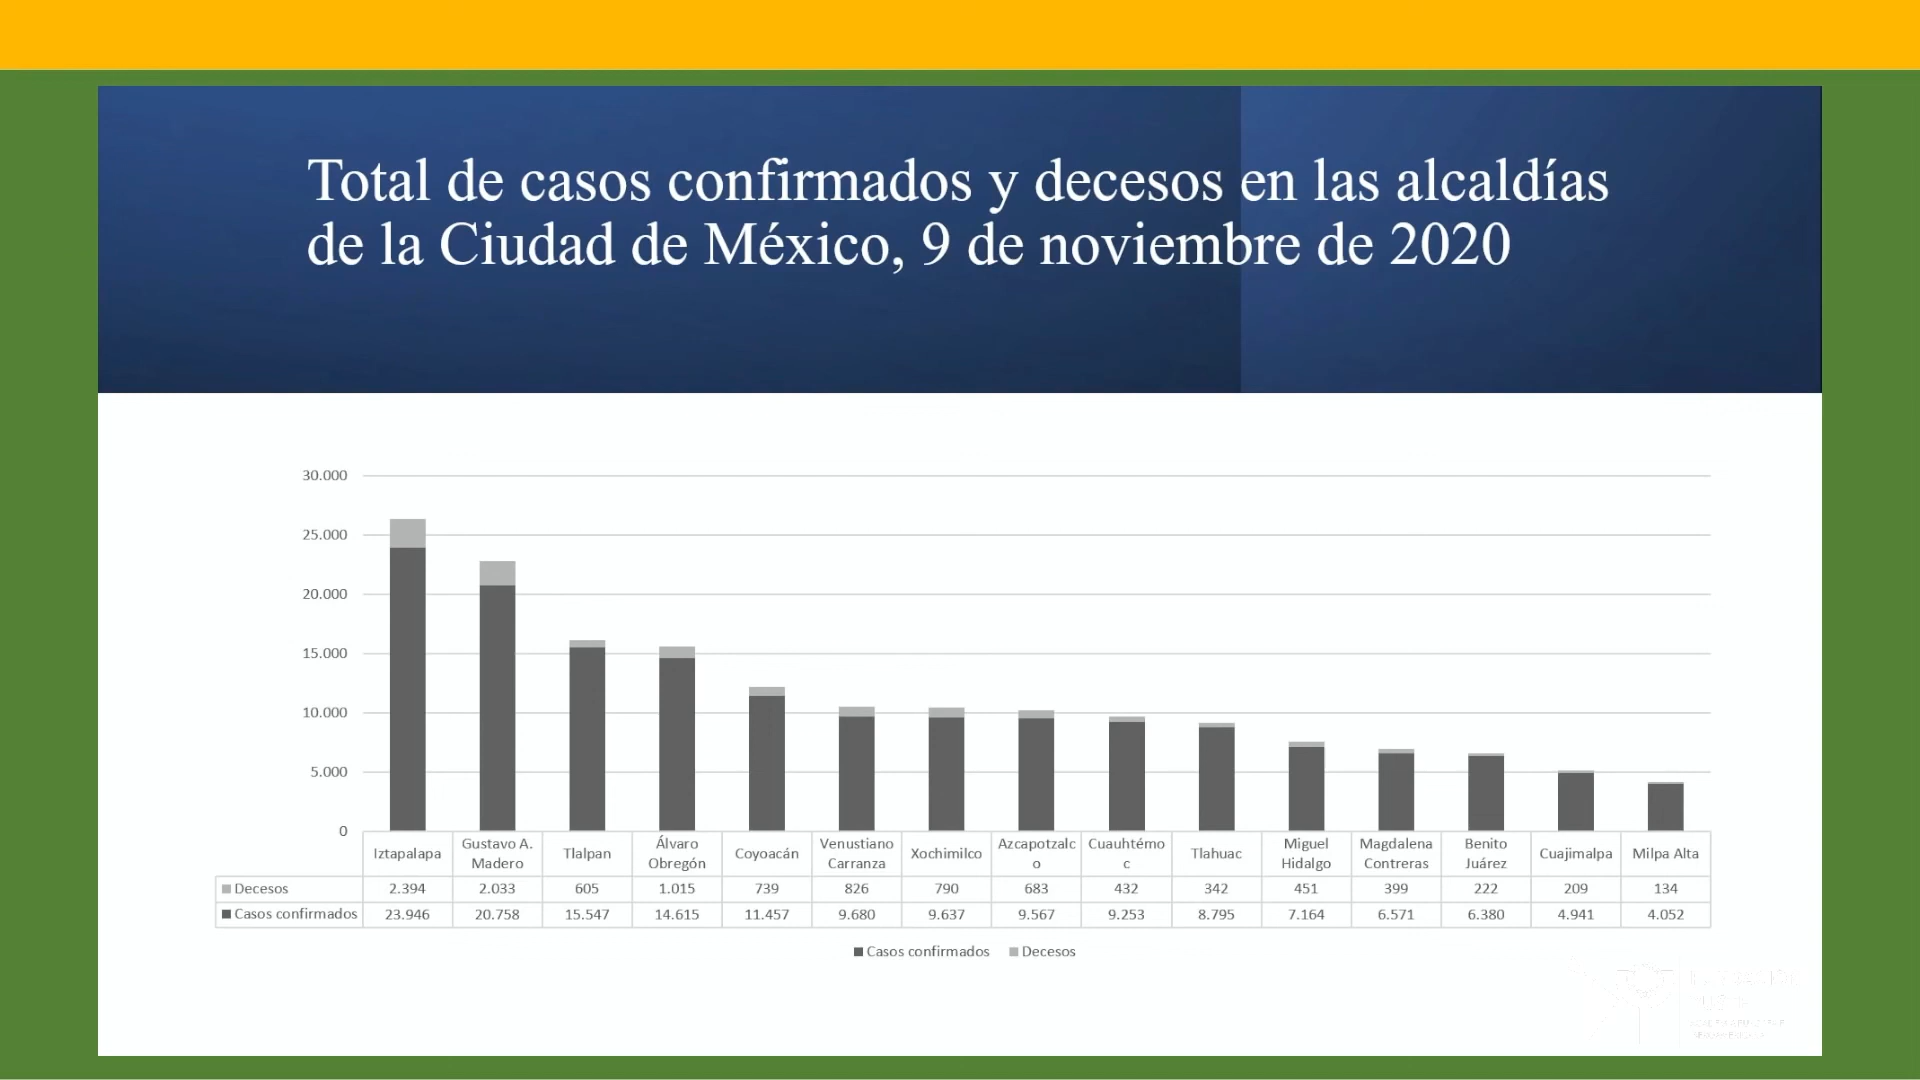 Total de casos confirmados y decesos en las alcaldías
de la Ciudad de México, 9 de noviembre de 2020
30.000
25.000
20.000
15.000
10.000
5.000
0
Iztapalapa
Gustavo A.
Madero
Tlalpan
Álvaro
Obregón
Coyoacán
Venustiano
Carranza
Xochimilco
Azcapotzalc
o
Cuauhtémo
c
Tlahuac
Miguel
Hidalgo
Magdalena
Contreras
Benito
Juárez
Cuajimalpa
Milpa Alta
Decesos 2.394 2.033 605 1.015 739 826 790 683 432 342 451 399 222 209 134
Casos confirmados 23.946 20.758 15.547 14.615 11.457 9.680 9.637 9.567 9.253 8.795 7.164 6.571 6.380 4.941 4.052
Casos confirmados Decesos